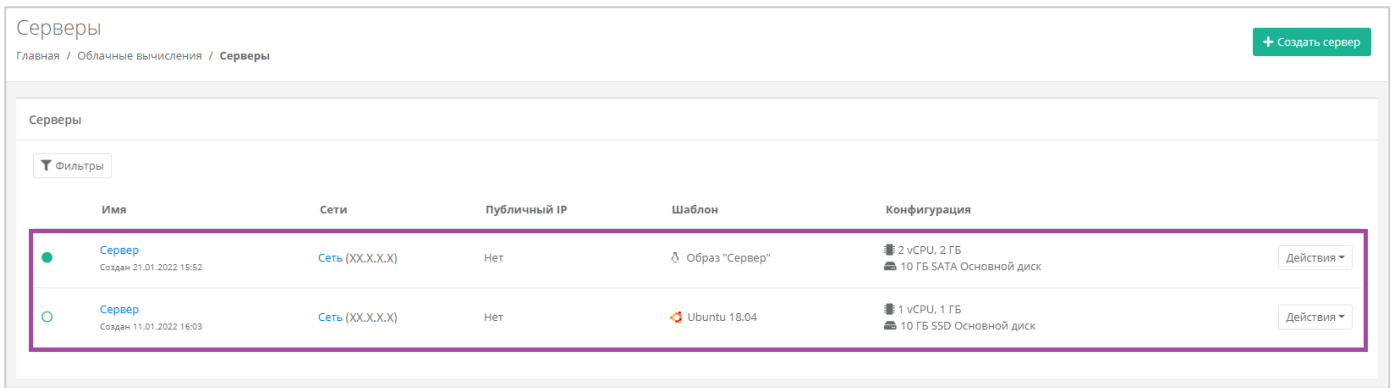 Серверы
Главная / Облачные вычисления / Серверы
+ Создать сервер
Серверы
Фильтры
Имя Сети Публичный IP Шаблон Конфигурация
Сервер
Создан 21.01.2022 15:52
Сеть (XX.X.X.X)
Нет
Образ "Сервер"
2 vCPU, 2 ГБ
10 ГБ SATA Основной диск
Действия
Сервер
Создан 11.01.2022 16:03
Сеть (XX.X.X.X)
Нет
Ubuntu 18.04
1 vCPU, 1 ГБ
10 ГБ SSD Основной диск
Действия